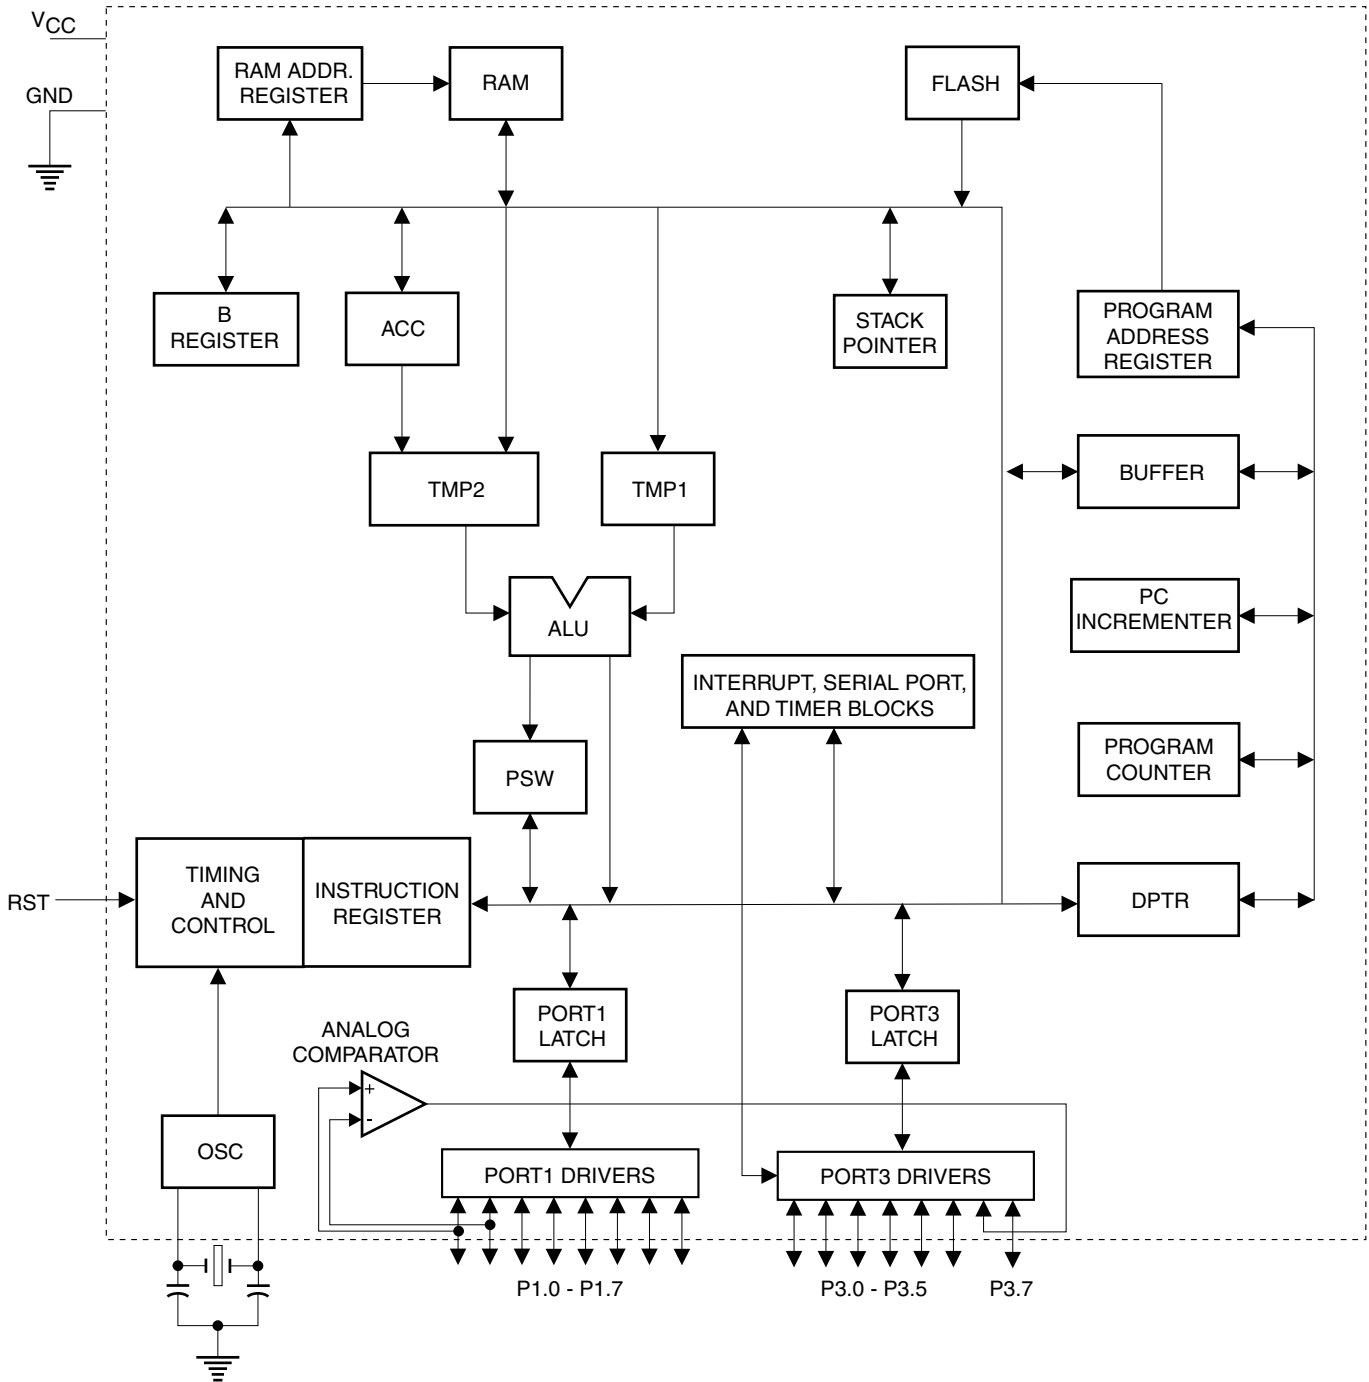 VCC
GND
RAM ADDR.
REGISTER
RAM
FLASH
B
REGISTER
ACC
STACK
POINTER
PROGRAM
ADDRESS
REGISTER
TMP2
TMP1
BUFFER
ALU
PC
INCREMENTER
INTERRUPT, SERIAL PORT,
AND TIMER BLOCKS
PSW
PROGRAM
COUNTER
RST
TIMING
AND
CONTROL
INSTRUCTION
REGISTER
DPTR
PORT1
LATCH
PORT3
LATCH
ANALOG
COMPARATOR
+
-
OSC
PORT1 DRIVERS
PORT3 DRIVERS
P1.0 - P1.7
P3.0 - P3.5
P3.7